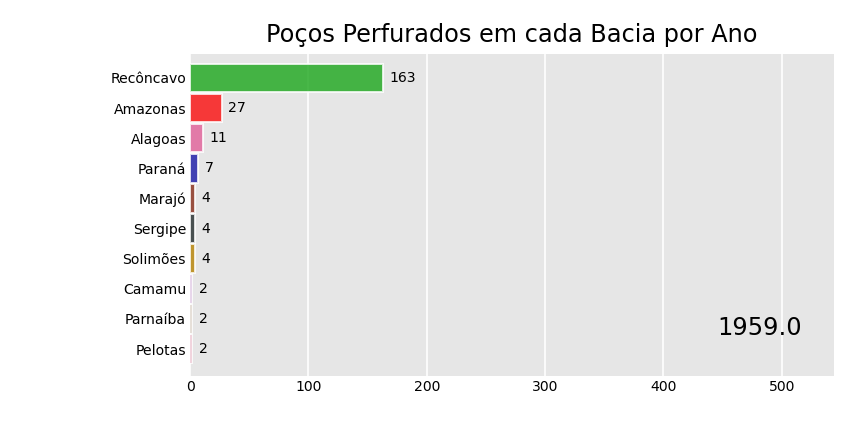 Poços Perfurados em cada Bacia por Ano
Recôncavo 163
Amazonas 27
Alagoas 11
Paraná 7
Marajó 4
Sergipe 4
Solimões 4
Camamu 2
Parnaíba 2
1959.0
Pelotas 2
0 100 200 300 400 500